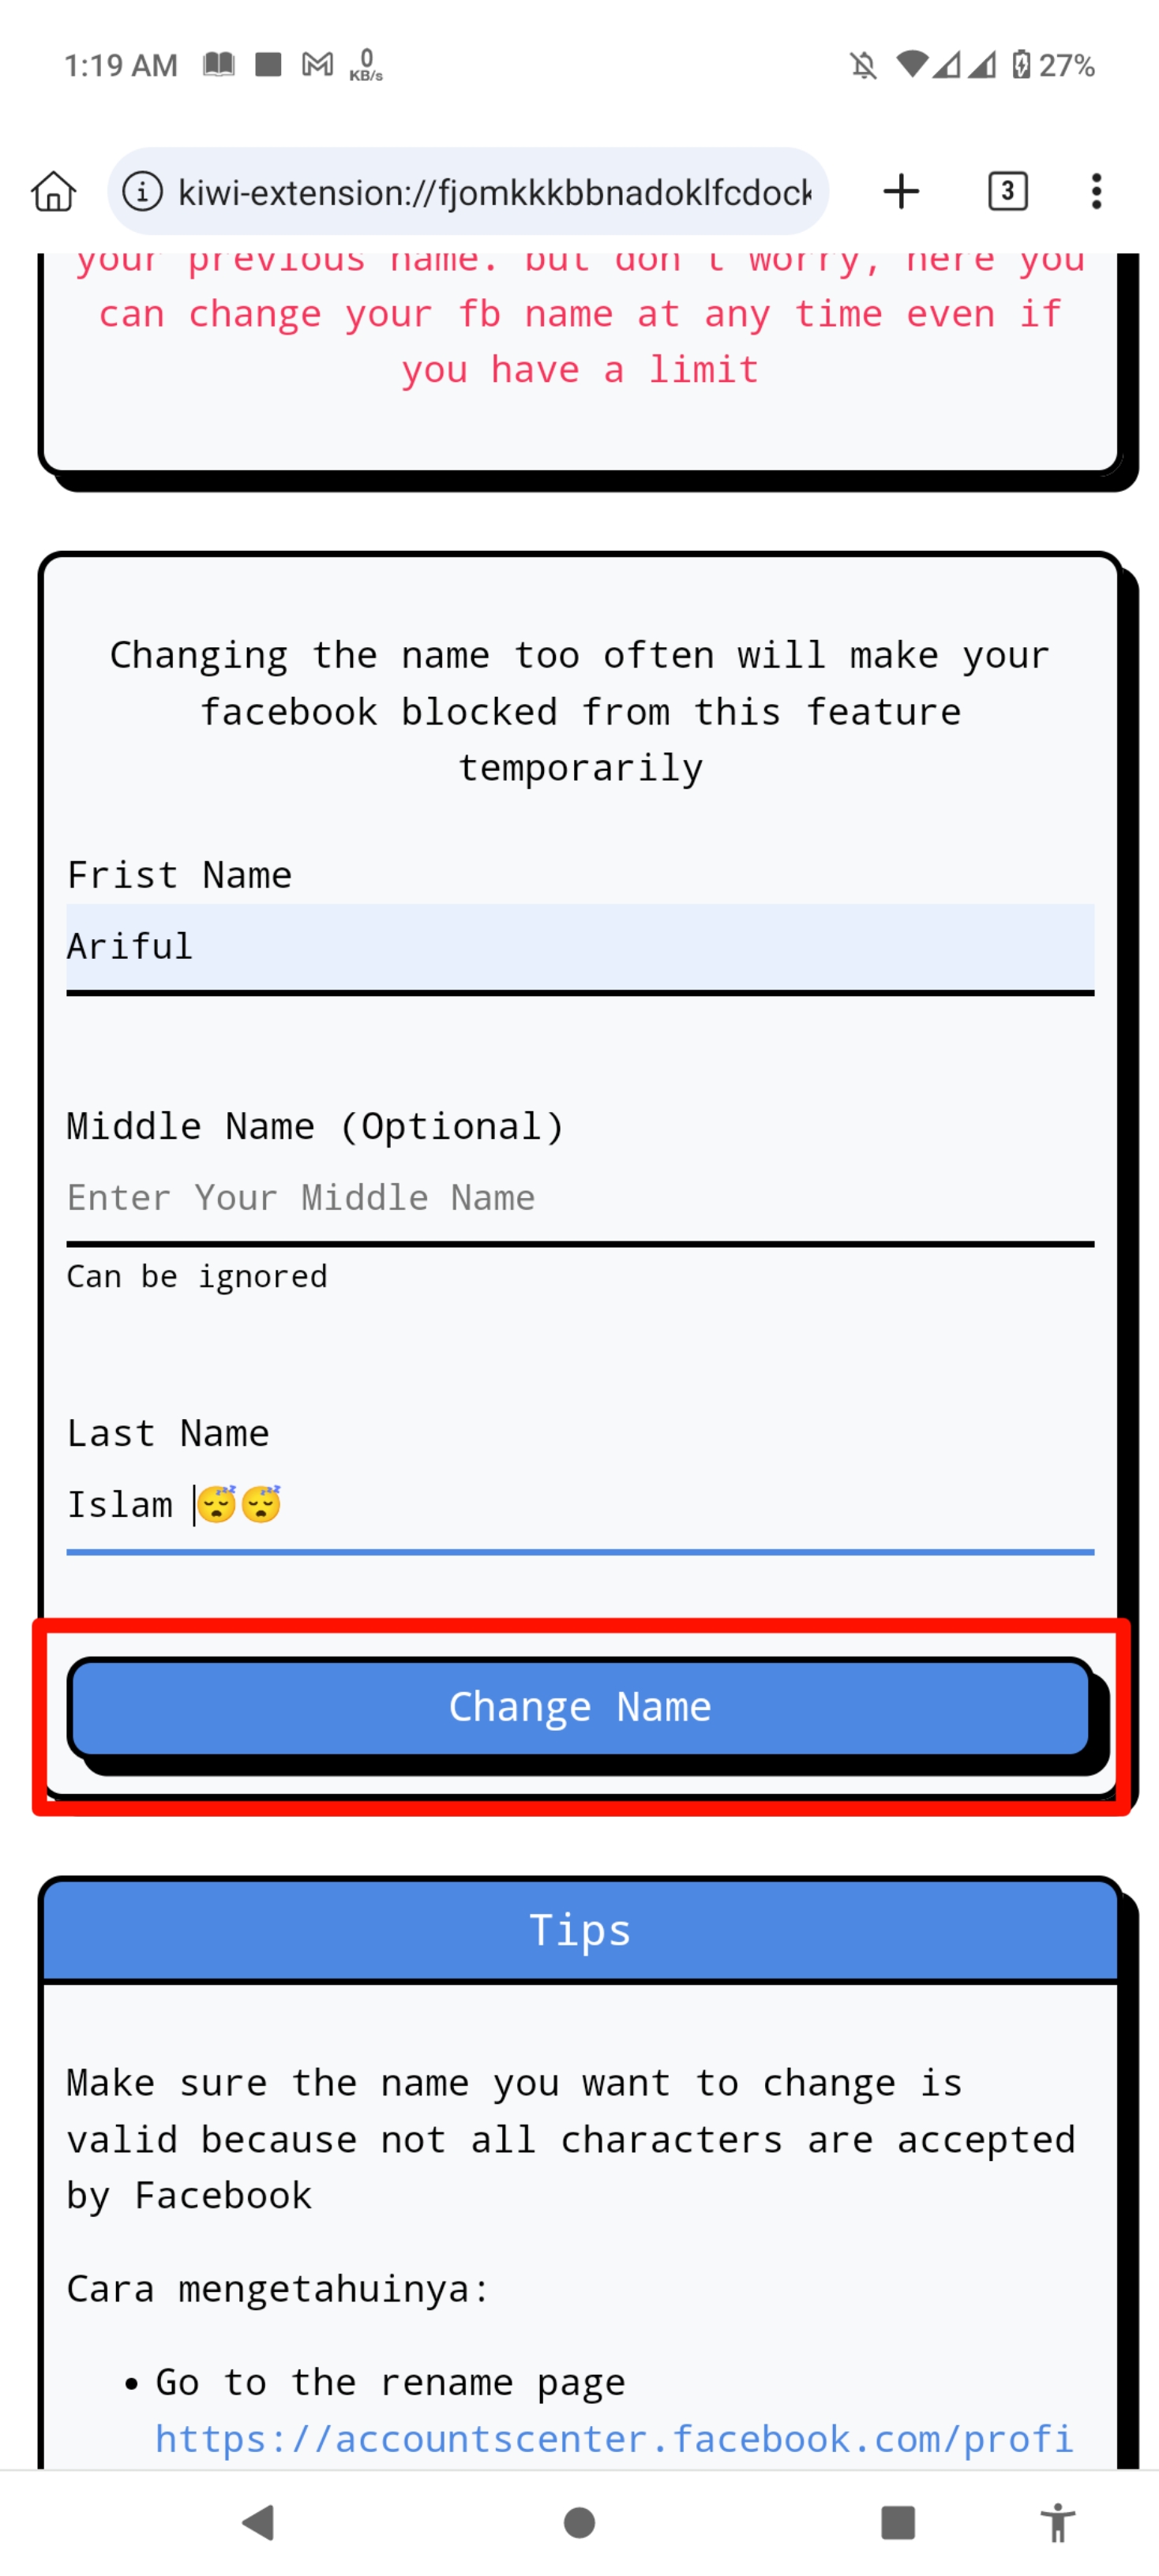 1:19 AM 0 KB/s 27%
kiwi-extension://fjomkkkbbnadoklfcdock 3
your previous name. but don't worry, here you
can change your fb name at any time even if
you have a limit
Changing the name too often will make your
facebook blocked from this feature
temporarily
Frist Name
Ariful
Middle Name (Optional)
Enter Your Middle Name
Can be ignored
Last Name
Islam 😴😴
Change Name
Tips
Make sure the name you want to change is
valid because not all characters are accepted
by Facebook
Cara mengetahuinya:
• Go to the rename page
https://accountscenter.facebook.com/profi